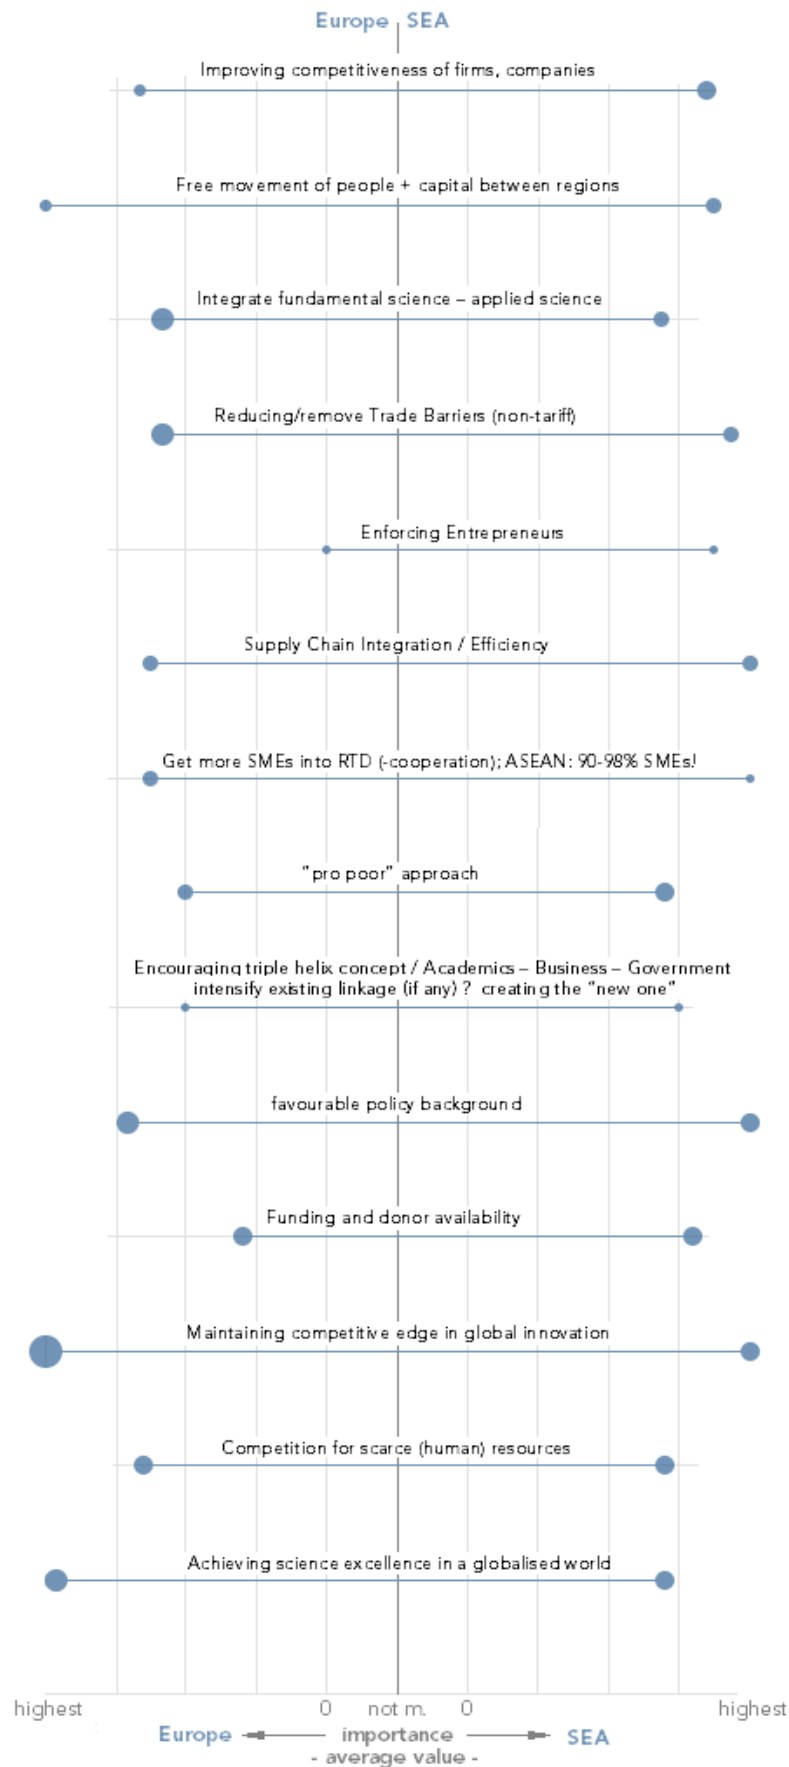 Europe SEA
Improving competitiveness of firms, companies
Free movement of people + capital between regions
Integrate fundamental science – applied science
Reducing/remove Trade Barriers (non-tariff)
Enforcing Entrepreneurs
Supply Chain Integration / Efficiency
Get more SMEs into RTD (-cooperation); ASEAN: 90-98% SMEs!
"pro poor" approach
Encouraging triple helix concept / Academics – Business – Government
intensify existing linkage (if any) ? creating the "new one"
favourable policy background
Funding and donor availability
Maintaining competitive edge in global innovation
Competition for scarce (human) resources
Achieving science excellence in a globalised world
highest 0 not m. 0 highest
Europe importance SEA
- average value -